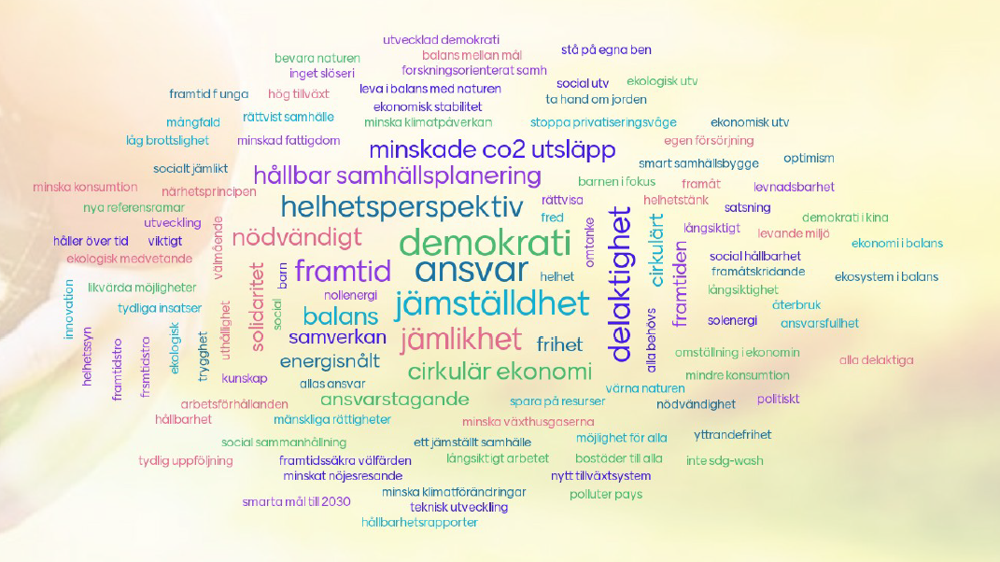 utvecklad demokrati
stå på egna ben
balans mellan mål
bevara naturen
forskningsorienterat samh
inget slöseri
social utv
ekologisk utv
leva i balans med naturen
framtid f unga
hög tillväxt
ta hand om jorden
ekonomisk stabilitet
rättvist samhälle
mångfald
minska klimatpåverkan
stoppa privatiseringsvåge
ekonomisk utv
låg brottslighet
minskad fattigdom
egen försörjning
minskade co2 utsläpp
optimism
smart samhällsbygge
socialt jämlikt
hållbar samhällsplanering
barnen i fokus
framåt
levnadsbarhet
minska konsumtion
närhetsprincipen
rättvisa
helhetstänk
nya referensramar
helhetsperspektiv
satsning
fred
demokrati i kina
utveckling
långsiktigt
levande miljö
håller över tid
viktigt
välmående
nödvändigt
demokrati
omtanke
delaktighet
cirkulärt
ekonomi i balans
ekologisk medvetande
social hållbarhet
framtid
ansvar
framtiden
framåtskridande
barn
helhet
ekosystem i balans
likvärda möjligheter
solidaritet
nollenergi
långsiktighet
innovation
tydliga insatser
social
jämställdhet
återbruk
balans
solenergi
ansvarsfullhet
uthållighet
samverkan
jämlikhet
frihet
alla behövs
helhetssyn
framtidstro
frsmtidstra
ekologisk
trygghet
energisnålt
omställning i ekonomin
alla delaktiga
kunskap
cirkulär ekonomi
mindre konsumtion
allas ansvar
värna naturen
ansvarstagande
spara på resurser
politiskt
arbetsförhållanden
nödvändighet
hållbarhet
mänskliga rättigheter
minska växthusgaserna
social sammanhållning
ett jämställt samhälle
möjlighet för alla
yttrandefrihet
tydlig uppföljning
framtidssäkra välfärden
långsiktigt arbetet
bostäder till alla
inte sdg-wash
minskat nöjesresande
nytt tillväxtsystem
minska klimatförändringar
polluter pays
smarta mål till 2030
teknisk utveckling
hållbarhetsrapporter